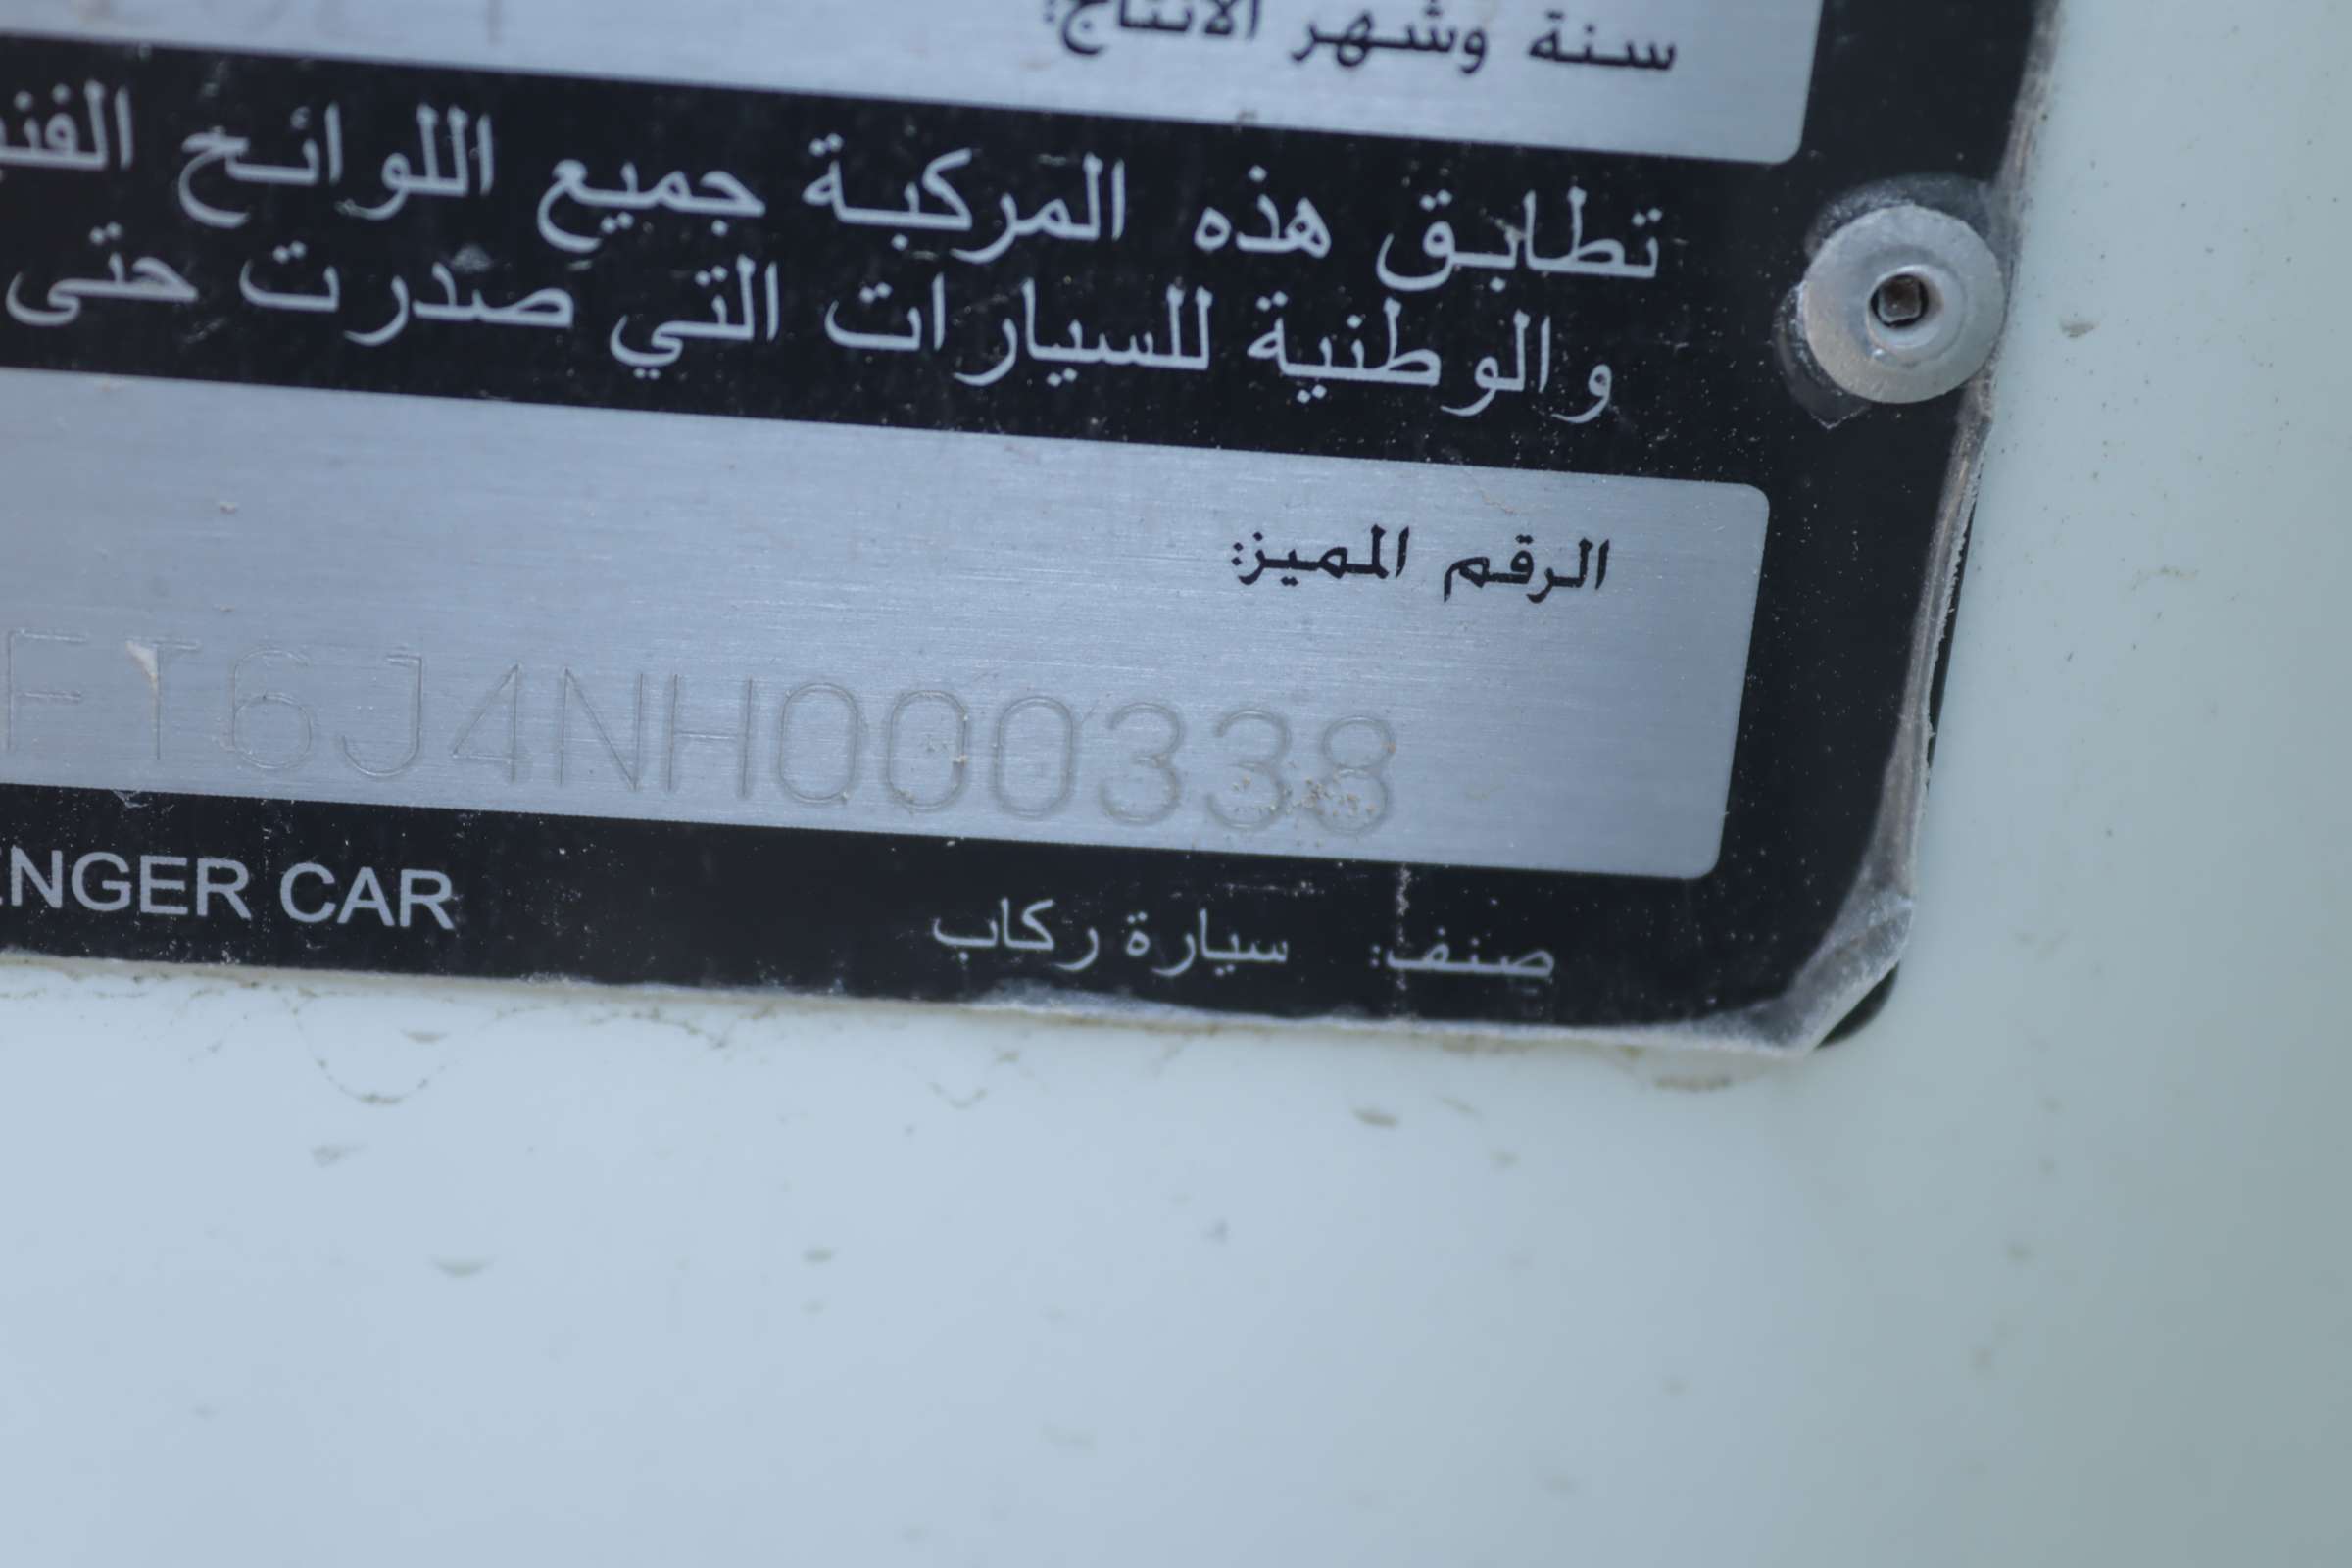 سنة وشهر الانتاج:
تطابق هذه المركبة جميع اللوائح
والوطنية للسيارات التي صدرت حتى
الرقم المميز:
FT6J4NH000338
صنف: سيارة ركاب ENGER CAR